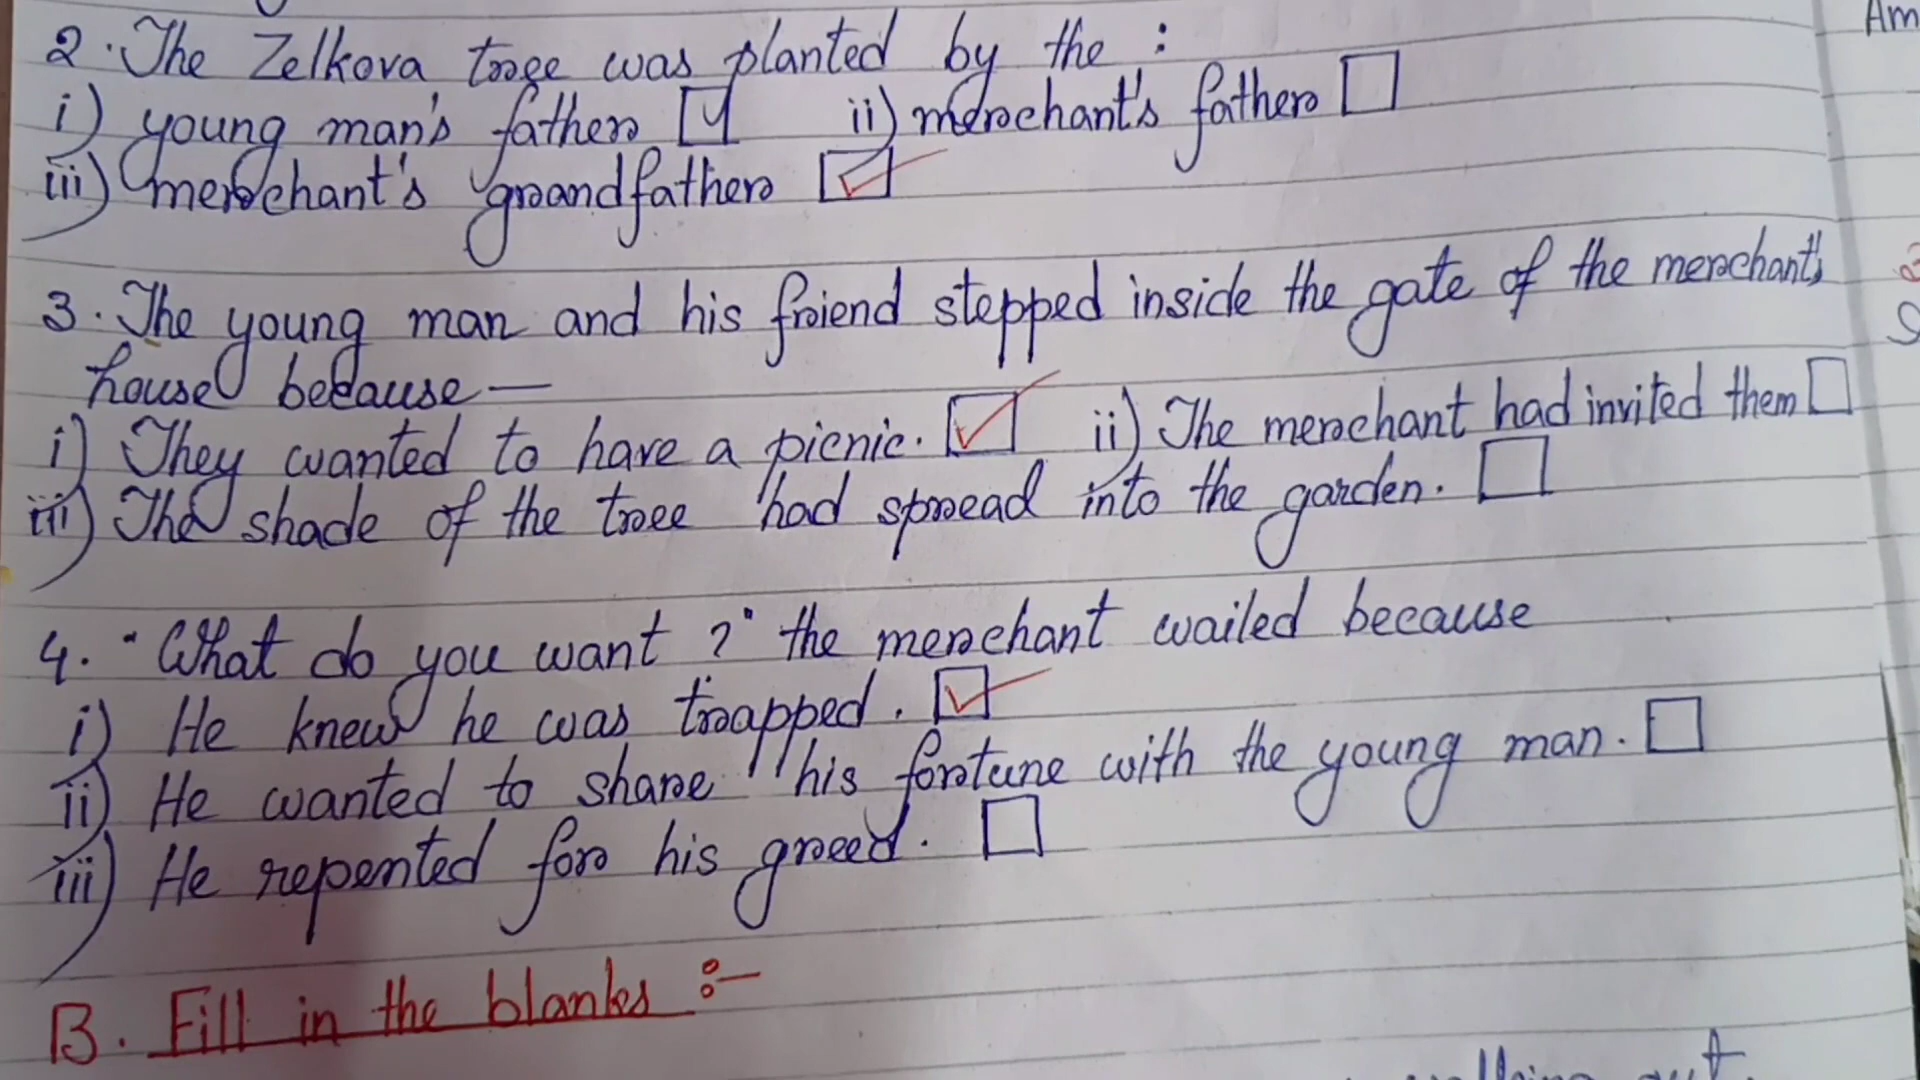 2. The Zelkova tree was planted by the :
i) young man's father ii) merchant's father
iii) merchant's grandfather
3. The young man and his friend stepped inside the gate of the merchant's
house because —
i) They wanted to have a picnic. ii) The merchant had invited them
iii) The shade of the tree had spread into the garden.
4. "What do you want ?" the merchant wailed because
i) He knew he was trapped.
ii) He wanted to share his fortune with the young man.
iii) He repented for his greed.
B. Fill in the blanks :-
Am
out